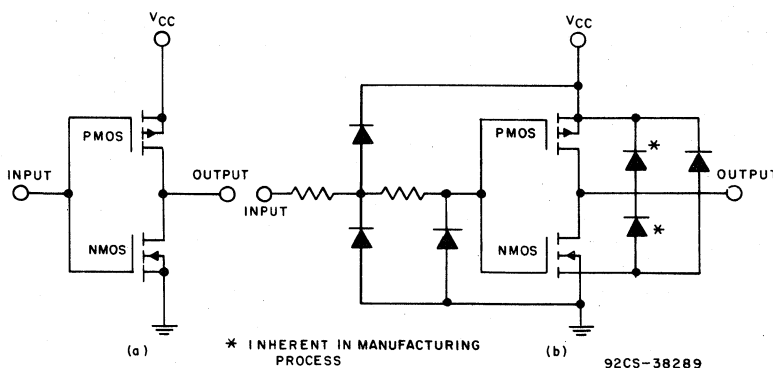 VCC
PMOS
INPUT
OUTPUT
NMOS
(a)
VCC
PMOS
*
OUTPUT
INPUT
*
NMOS
* INHERENT IN MANUFACTURING
PROCESS
(b)
92CS-38289